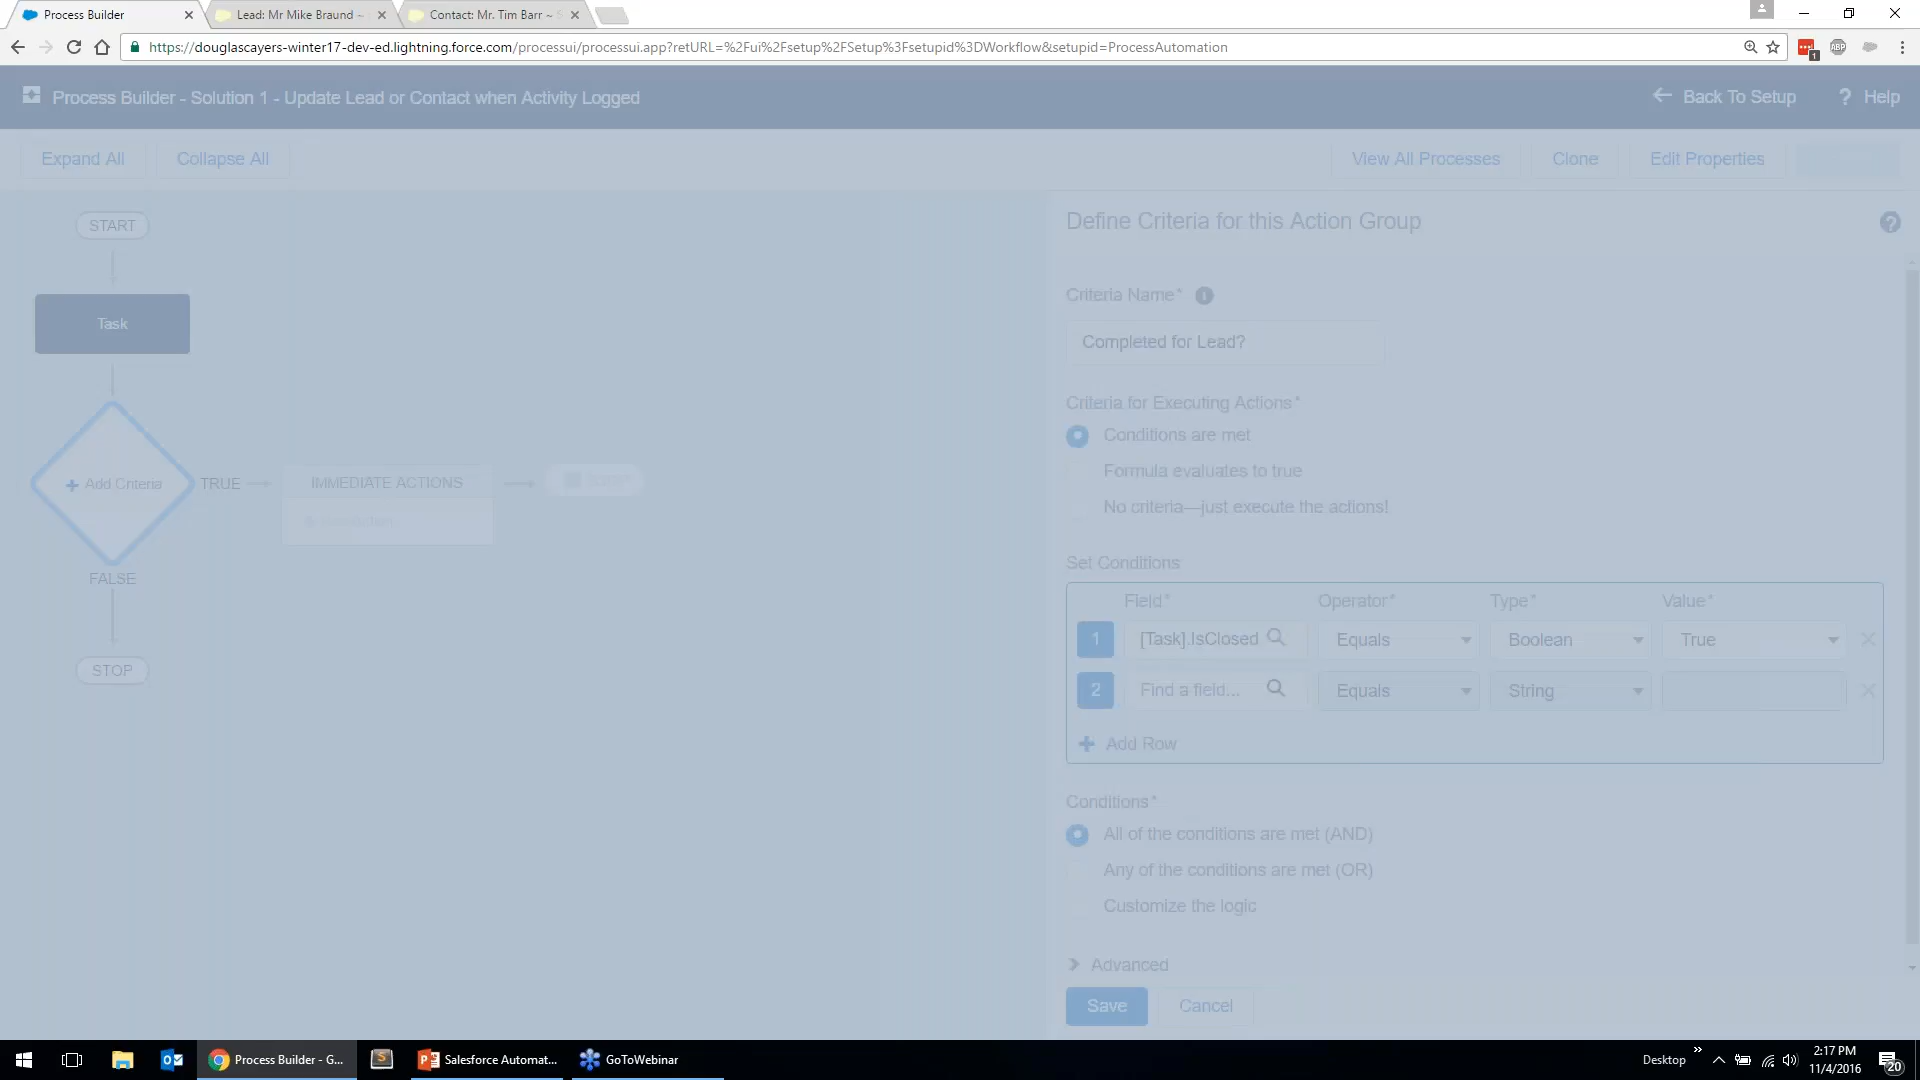 Process Builder
Lead: Mr Mike Braund ~
Contact: Mr. Tim Barr ~ S
https://douglascayers-winter17-dev-ed.lightning.force.com/processui/processui.app?retURL=%2Fui%2Fsetup%2FSetup%3Fsetupid%3DWorkflow&setupid=ProcessAutomation
1
ABP
Process Builder - Solution 1 - Update Lead or Contact when Activity Logged
Back To Setup
? Help
Expand All
Collapse All
View All Processes
Clone
Edit Properties
START
Task
+ Add Criteria
TRUE
IMMEDIATE ACTIONS
FALSE
STOP
Define Criteria for this Action Group
?
Criteria Name*
Completed for Lead?
Criteria for Executing Actions*
Conditions are met
Formula evaluates to true
No criteria—just execute the actions!
Set Conditions
Field* Operator* Type* Value*
1 [Task].IsClosed Equals Boolean True
2 Find a field... Equals String
+ Add Row
Conditions*
All of the conditions are met (AND)
Any of the conditions are met (OR)
Customize the logic
Advanced
Save
Cancel
Process Builder - G...
Salesforce Automat...
GoToWebinar
Desktop
2:17 PM
11/4/2016
20